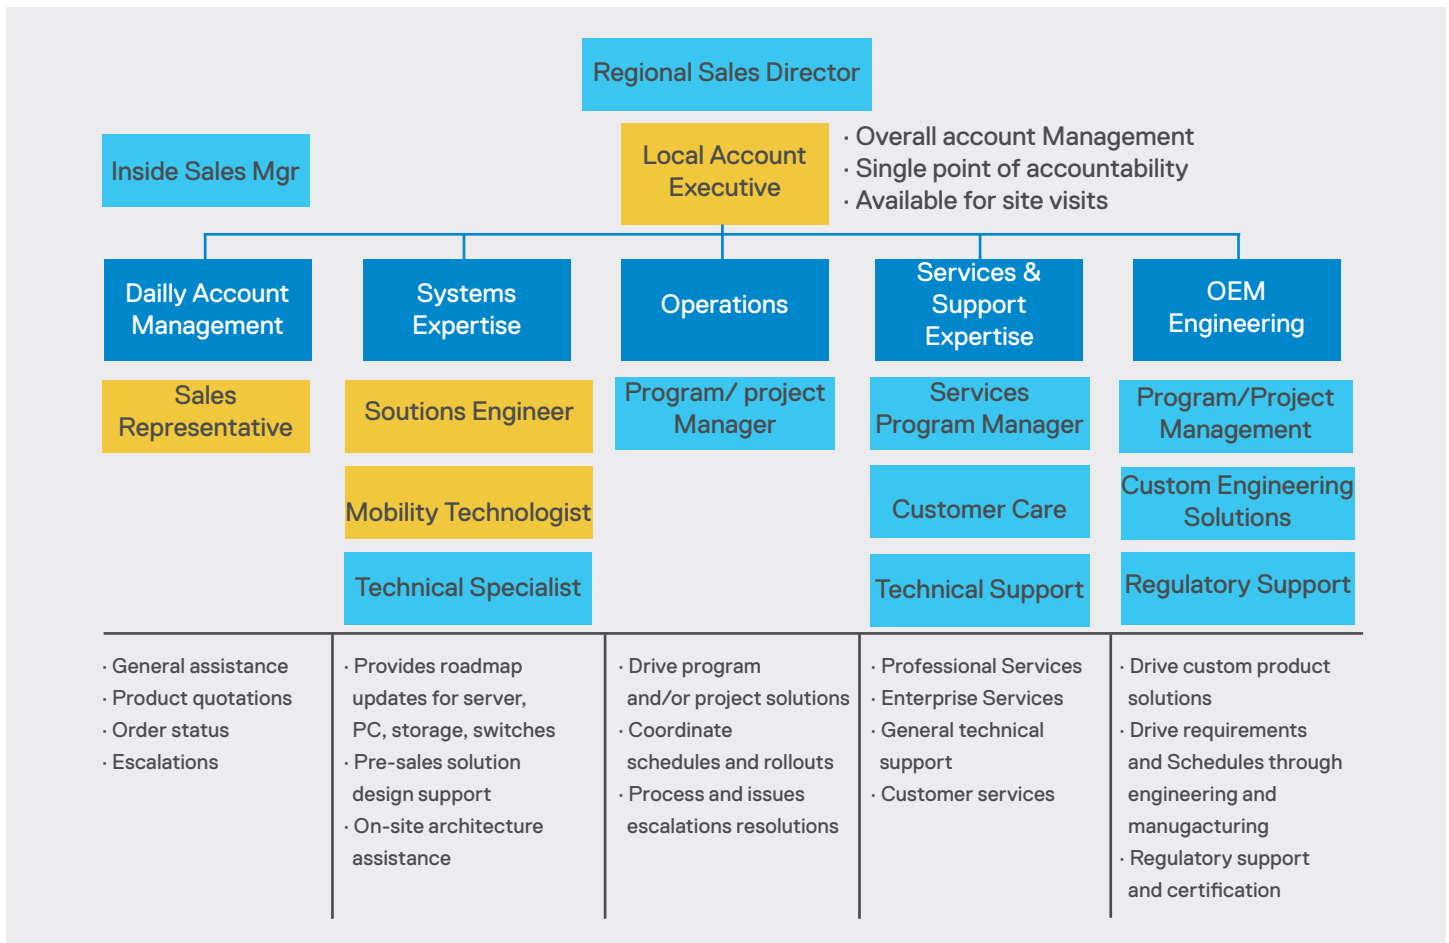 Regional Sales Director
Inside Sales Mgr
Local Account
Executive
· Overall account Management
· Single point of accountability
· Available for site visits
Dailly Account
Management
Systems
Expertise
Operations
Services &
Support
Expertise
OEM
Engineering
Sales
Representative
Soutions Engineer
Mobility Technologist
Technical Specialist
Program/ project
Manager
Services
Program Manager
Customer Care
Technical Support
Program/Project
Management
Custom Engineering
Solutions
Regulatory Support
· General assistance
· Product quotations
· Order status
· Escalations
· Provides roadmap
updates for server,
PC, storage, switches
· Pre-sales solution
design support
· On-site architecture
assistance
· Drive program
and/or project solutions
· Coordinate
schedules and rollouts
· Process and issues
escalations resolutions
· Professional Services
· Enterprise Services
· General technical
support
· Customer services
· Drive custom product
solutions
· Drive requirements
and Schedules through
engineering and
manugacturing
· Regulatory support
and certification